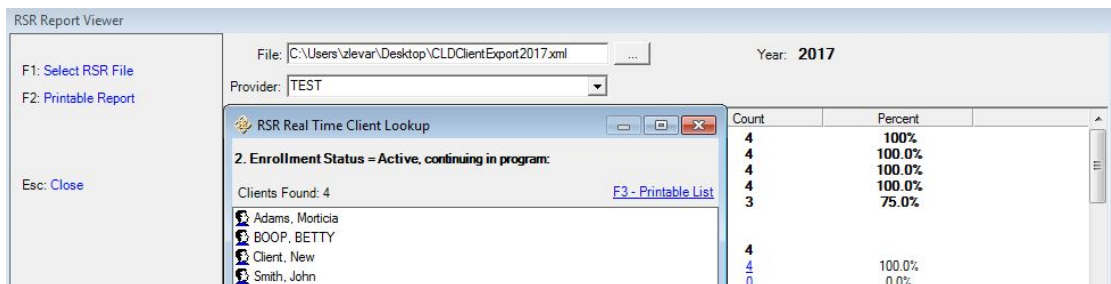 RSR Report Viewer
File: C:\Users\zlevar\Desktop\CLDClientExport2017.xml ... Year: 2017
F1: Select RSR File
Provider: TEST
F2: Printable Report
RSR Real Time Client Lookup
Count Percent
4 100%
2. Enrollment Status = Active, continuing in program:
4 100.0%
4 100.0%
Esc: Close
Clients Found: 4 F3 - Printable List
4 100.0%
3 75.0%
Adams, Morticia
BOOP, BETTY
Client, New
4
Smith, John
4 100.0%
0 0.0%